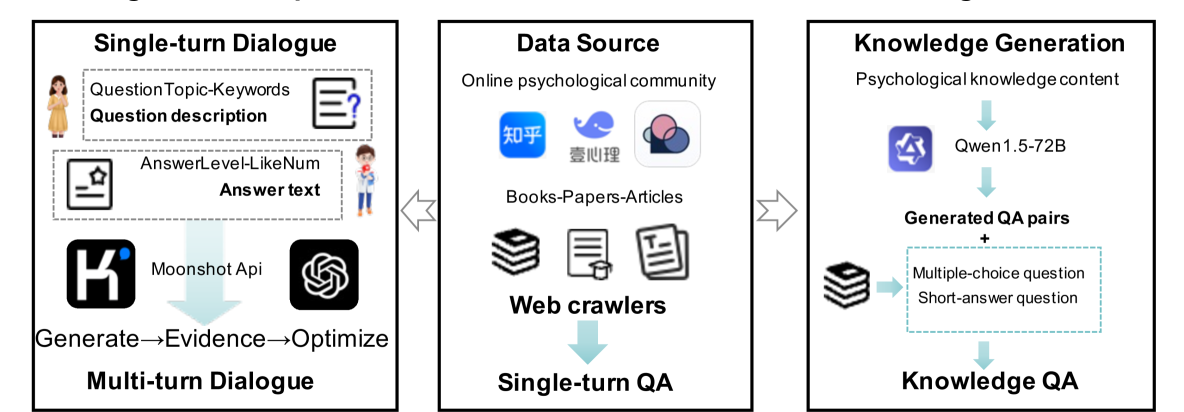 Single-turn Dialogue
QuestionTopic-Keywords
Question description
?
AnswerLevel-LikeNum
Answer text
K
Moonshot Api
Generate→Evidence→Optimize
Multi-turn Dialogue
Data Source
Online psychological community
知乎
壹心理
Books-Papers-Articles
T
Web crawlers
Single-turn QA
Knowledge Generation
Psychological knowledge content
Qwen1.5-72B
Generated QA pairs
+
Multiple-choice question
Short-answer question
Knowledge QA